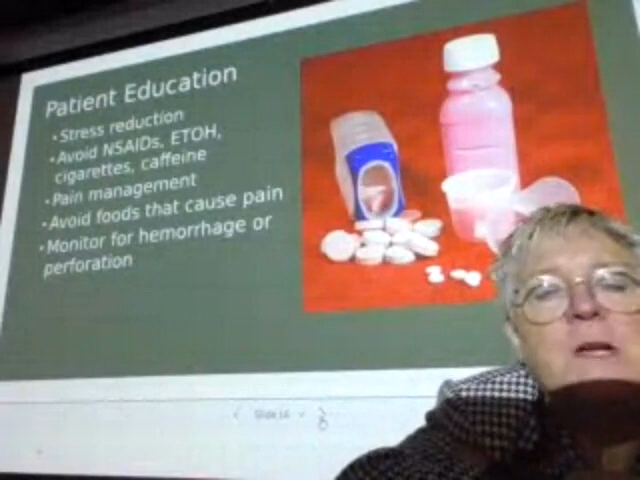 Patient Education
• Stress reduction
• Avoid NSAIDs, ETOH,
cigarettes, caffeine
• Pain management
• Avoid foods that cause pain
• Monitor for hemorrhage or
perforation